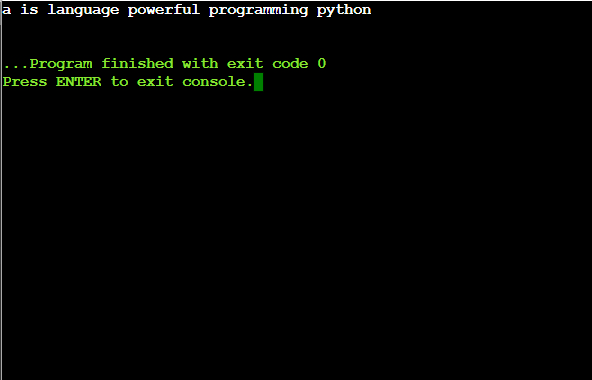 a is language powerful programming python
...Program finished with exit code 0
Press ENTER to exit console.